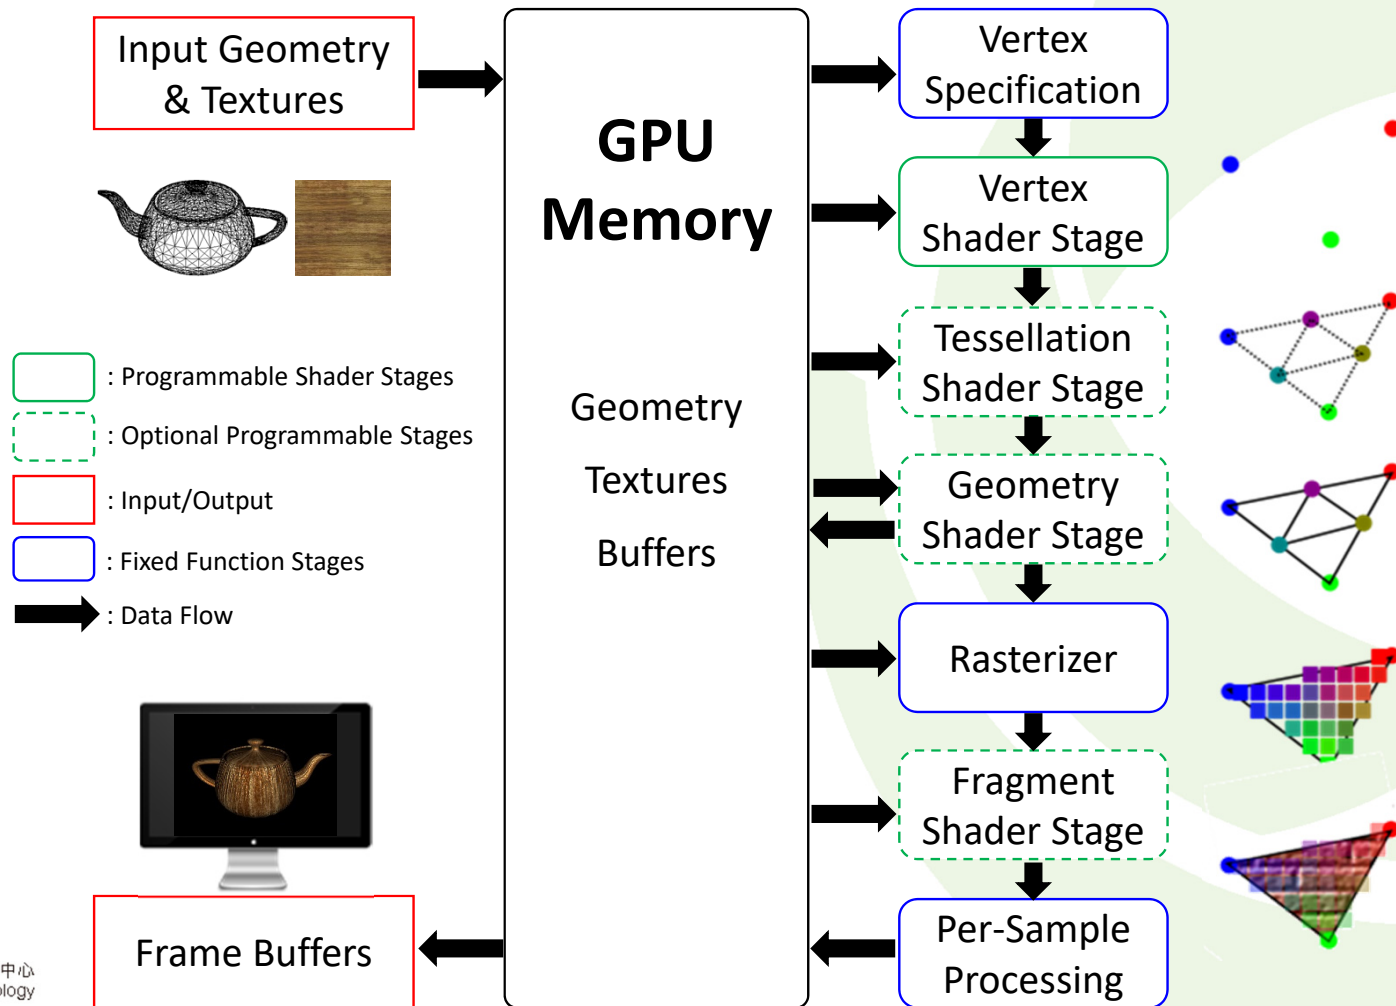 Input Geometry
& Textures
GPU
Memory
Geometry
Textures
Buffers
Vertex
Specification
Vertex
Shader Stage
Tessellation
Shader Stage
Geometry
Shader Stage
Rasterizer
Fragment
Shader Stage
Per-Sample
Processing
: Programmable Shader Stages
: Optional Programmable Stages
: Input/Output
: Fixed Function Stages
: Data Flow
Frame Buffers
中心
ology